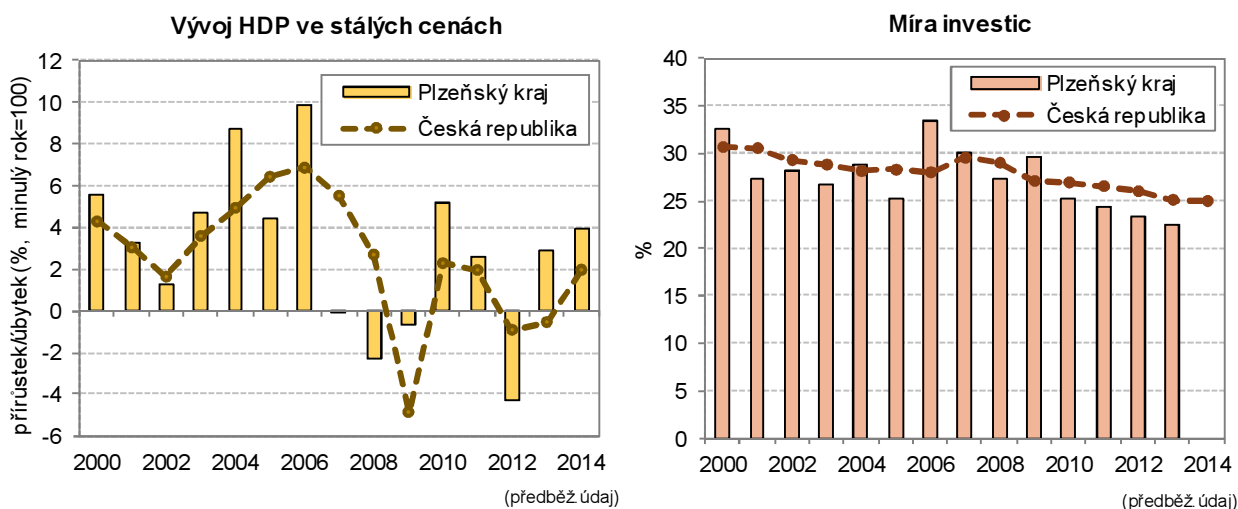 Vývoj HDP ve stálých cenách
přírůstek/úbytek (%, minulý rok=100)
12
10
8
6
4
2
0
-2
-4
-6
Plzeňský kraj
Česká republika
2000 2002 2004 2006 2008 2010 2012 2014
(předběž. údaj)
Míra investic
%
40
35
30
25
20
15
10
5
0
Plzeňský kraj
Česká republika
2000 2002 2004 2006 2008 2010 2012 2014
(předběž. údaj)